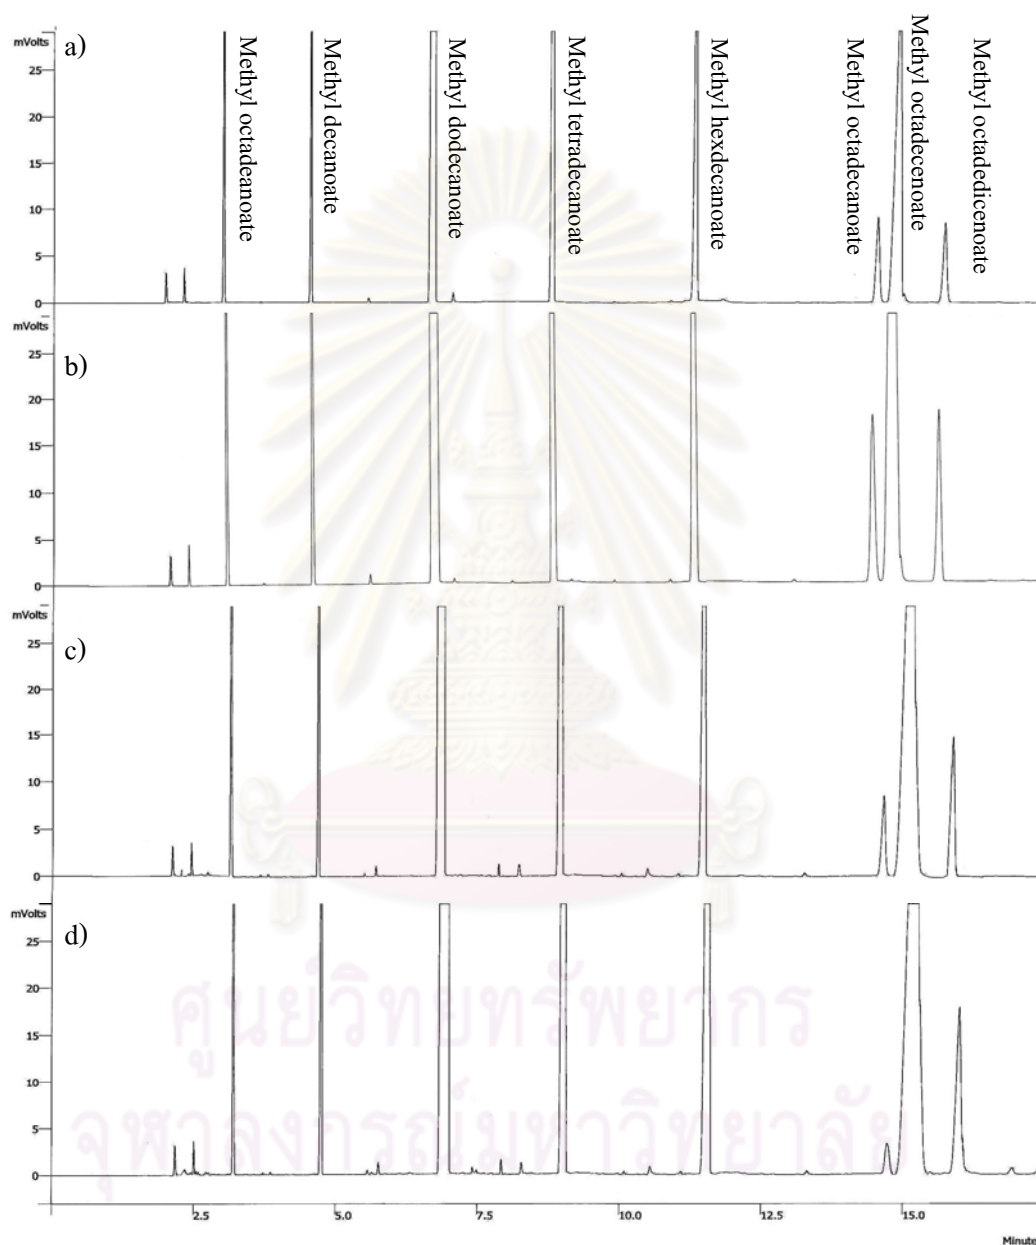 a)
mVolts
25
20
15
10
5
0
Methyl octadeanoate
Methyl decanoate
Methyl dodecanoate
Methyl tetradecanoate
Methyl hexdecanoate
Methyl octadecanoate
Methyl octadecenoate
Methyl octadedicenoate
b)
mVolts
25
20
15
10
5
0
c)
mVolts
25
20
15
10
5
0
d)
mVolts
25
20
15
10
5
0
ศูนย์วิทยทรัพยากร
จุฬาลงกรณ์มหาวิทยาลัย
2.5 5.0 7.5 10.0 12.5 15.0
Minute